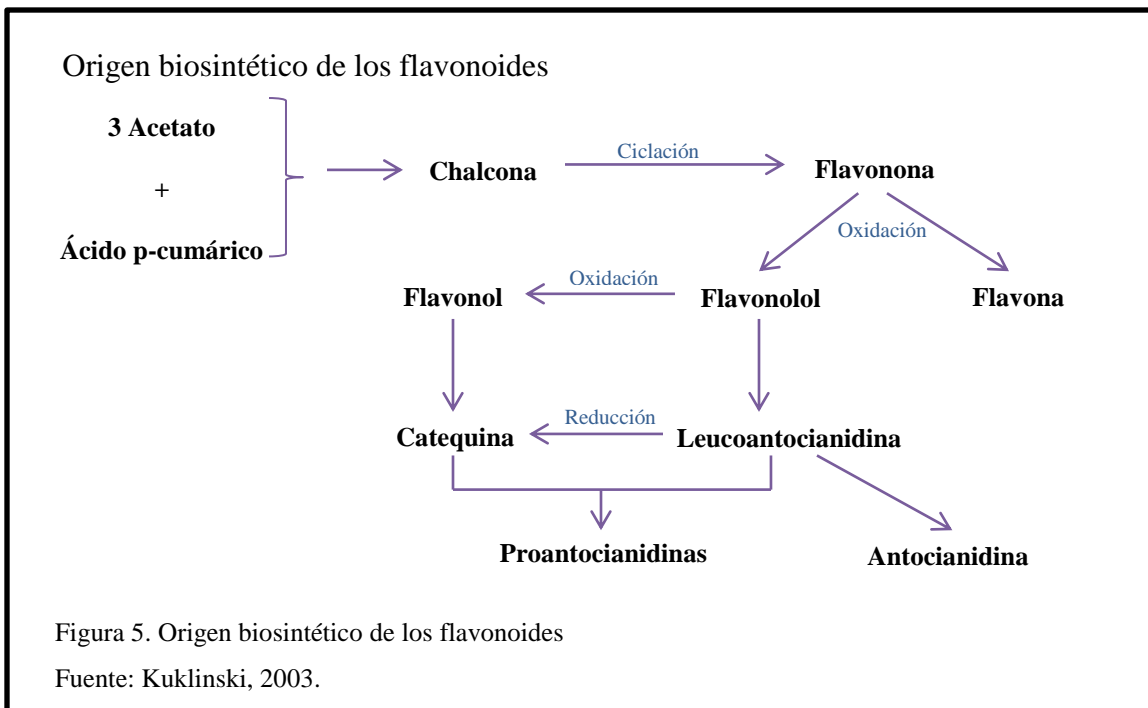 Origen biosintético de los flavonoides
3 Acetato
+
Ácido p-cumárico
Chalcona
Ciclación
Flavonona
Oxidación
Flavonol
Oxidación
Flavonolol
Flavona
Catequina
Reducción
Leucoantocianidina
Proantocianidinas
Antocianidina
Figura 5. Origen biosintético de los flavonoides
Fuente: Kuklinski, 2003.